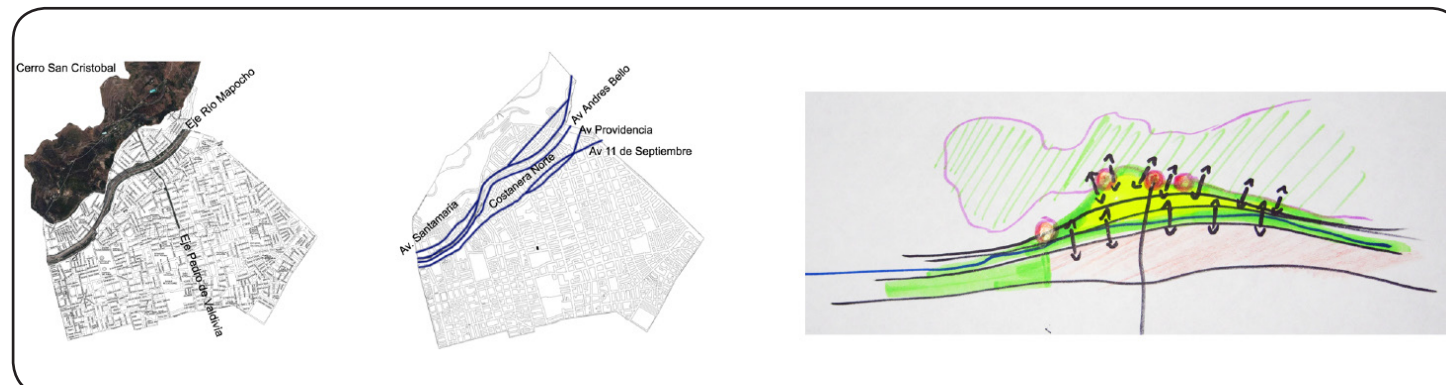 Cerro San Cristobal
Eje Río Mapocho
Eje Pedro de Valdivia
Av Andres Bello
Av Providencia
Av 11 de Septiembre
Costanera Norte
Av. Santamaria